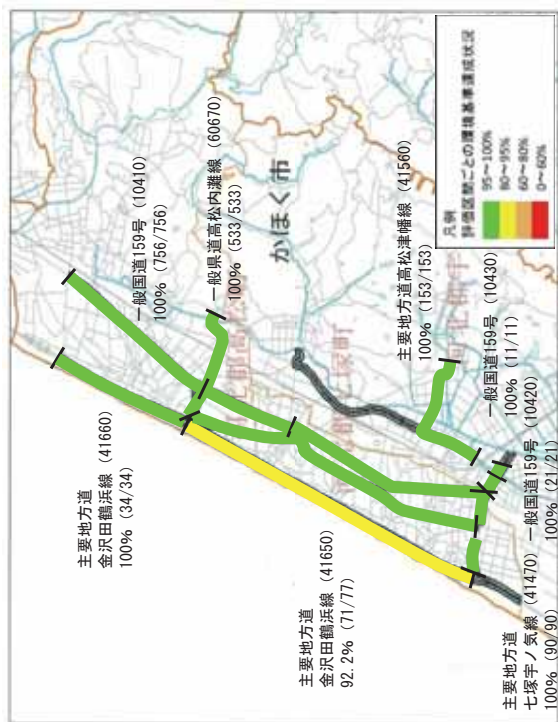 主要地方道
金沢田鶴浜線 (41660)
100% (34/34)
一般国道159号 (10410)
100% (756/756)
一般県道高松内灘線 (60670)
100% (533/533)
かほく市
主要地方道
金沢田鶴浜線 (41650)
92.2% (71/77)
主要地方道高松津幡線 (41560)
100% (153/153)
一般国道159号 (10430)
100% (11/11)
一般国道159号 (10420)
100% (21/21)
主要地方道
七塚宇ノ気線 (41470)
100% (90/90)
凡例
評価区間ごとの環境基準達成状況
95～100%
80～95%
60～80%
0～60%